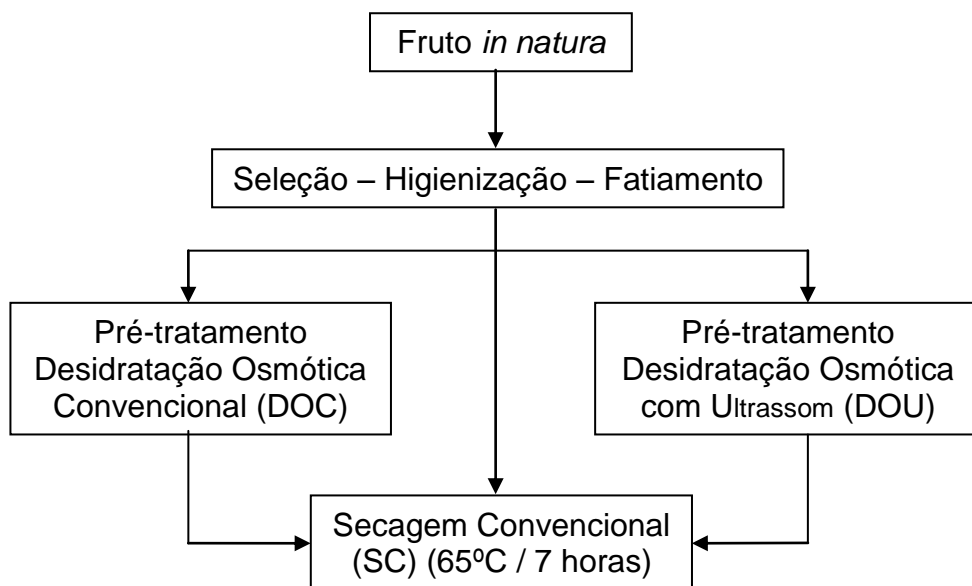 Fruto in natura
Seleção – Higienização – Fatiamento
Pré-tratamento
Desidratação Osmótica
Convencional (DOC)
Pré-tratamento
Desidratação Osmótica
com Ultrassom (DOU)
Secagem Convencional
(SC) (65ºC / 7 horas)